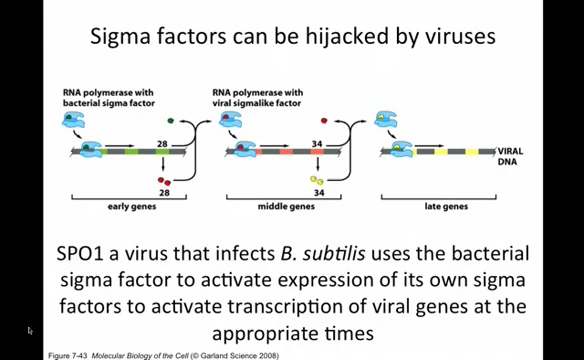 Sigma factors can be hijacked by viruses
RNA polymerase with
bacterial sigma factor
RNA polymerase with
viral sigmalike factor
28
34
VIRAL
DNA
28
34
early genes
middle genes
late genes
SPO1 a virus that infects B. subtilis uses the bacterial
sigma factor to activate expression of its own sigma
factors to activate transcription of viral genes at the
appropriate times
Figure 7-43 Molecular Biology of the Cell (© Garland Science 2008)